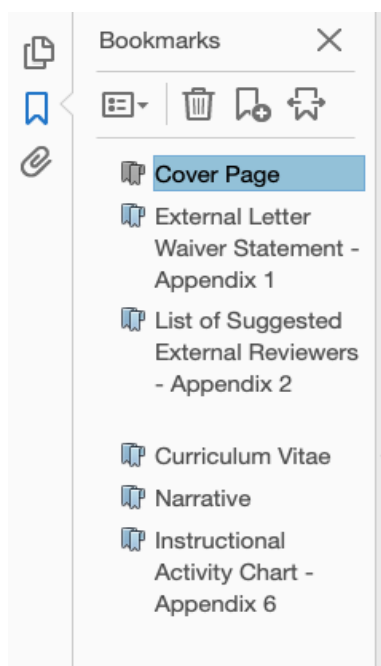 Bookmarks
Cover Page
External Letter
Waiver Statement -
Appendix 1
List of Suggested
External Reviewers
- Appendix 2
Curriculum Vitae
Narrative
Instructional
Activity Chart -
Appendix 6